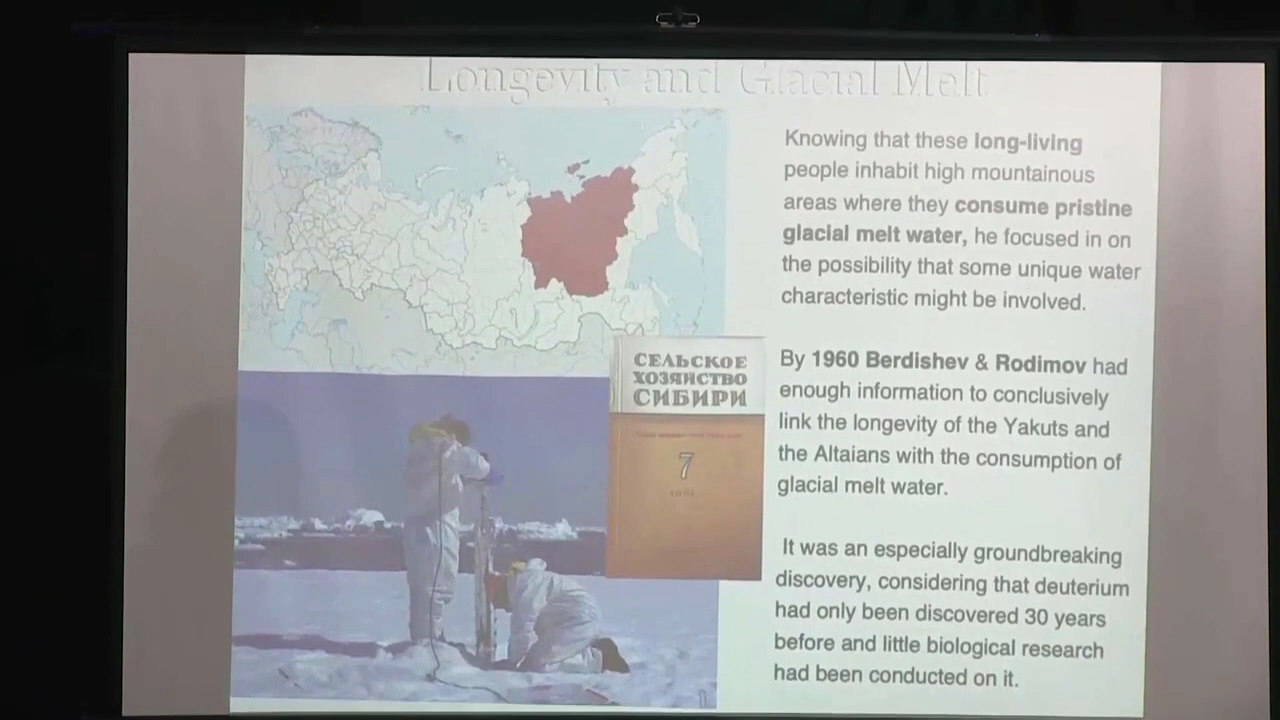 Longevity and Glacial Melt
Knowing that these long-living
people inhabit high mountainous
areas where they consume pristine
glacial melt water, he focused in on
the possibility that some unique water
characteristic might be involved.
By 1960 Berdishev & Rodimov had
enough information to conclusively
link the longevity of the Yakuts and
the Altaians with the consumption of
glacial melt water.
It was an especially groundbreaking
discovery, considering that deuterium
had only been discovered 30 years
before and little biological research
had been conducted on it.
СЕЛЬСКОЕ
ХОЗЯЙСТВО
СИБИРИ
7